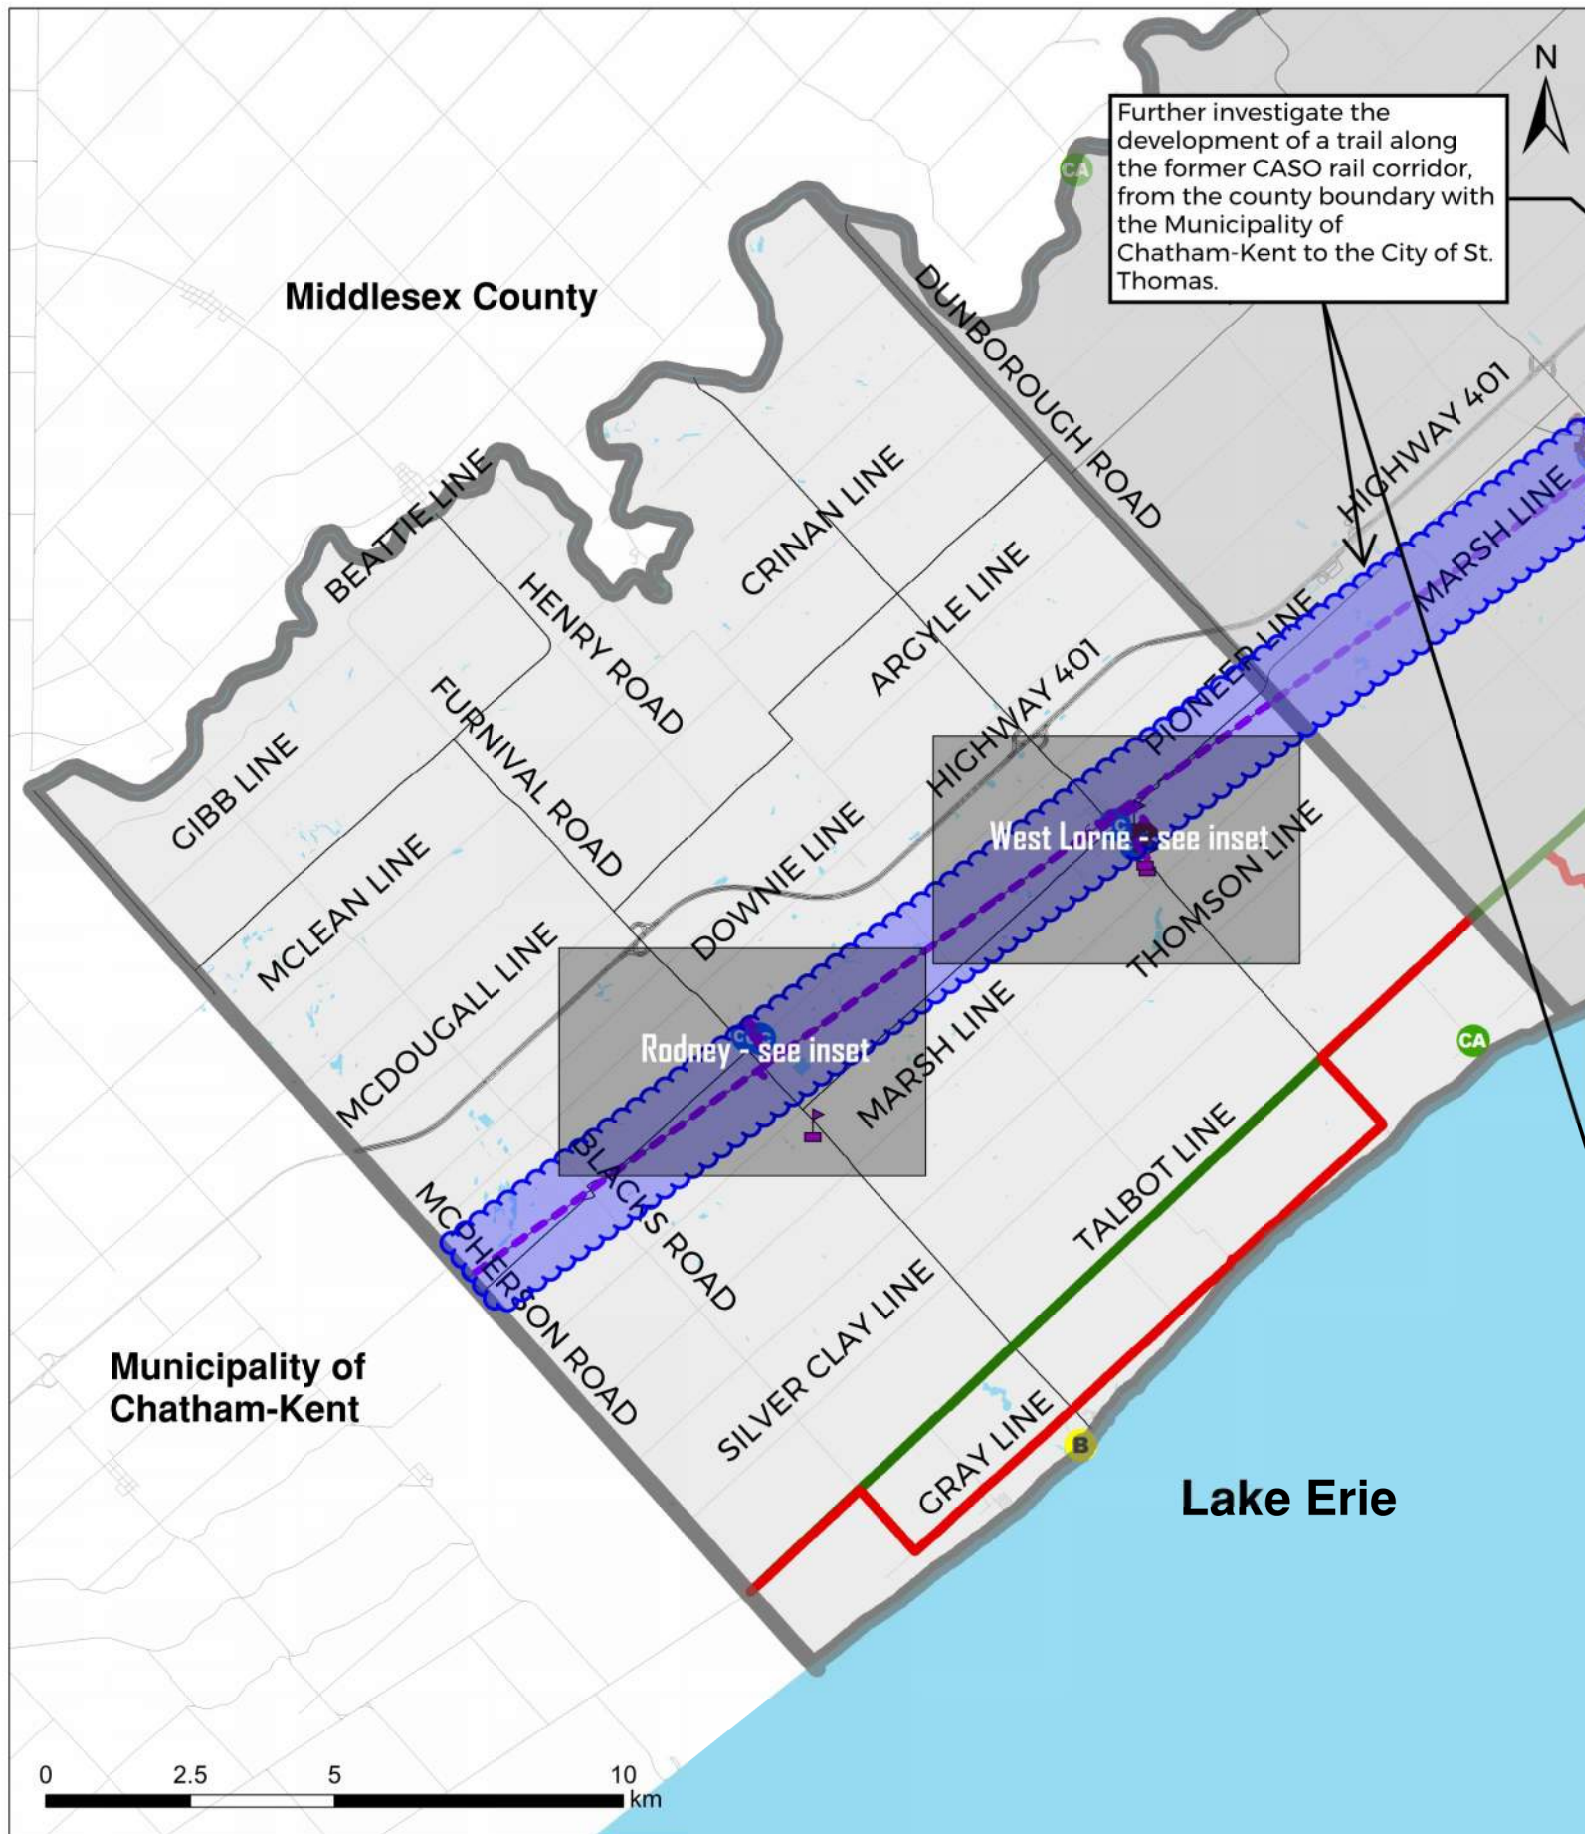 N
Further investigate the
development of a trail along
the former CASO rail corridor,
from the county boundary with
the Municipality of
Chatham-Kent to the City of St.
Thomas.
CA
Middlesex County
DUNBOROUGH ROAD
HIGHWAY 401
BEATTIE LINE
CRINAN LINE
MARSH LINE
HENRY ROAD
ARGYLE LINE
PIONEER LINE
FURNIVAL ROAD
HIGHWAY 401
GIBB LINE
West Lorne - see inset
DOWNIE LINE
THOMSON LINE
MCLEAN LINE
MCDOUGALL LINE
Rodney - see inset
MARSH LINE
CA
BLACKS ROAD
TALBOT LINE
MCPHERSON ROAD
SILVER CLAY LINE
Municipality of
Chatham-Kent
GRAY LINE
B
Lake Erie
0 2.5 5 10
km